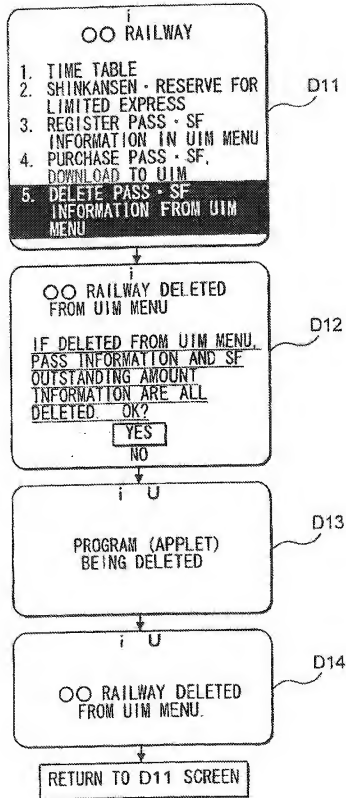 i
○○ RAILWAY
1. TIME TABLE
2. SHINKANSEN · RESERVE FOR
LIMITED EXPRESS
3. REGISTER PASS · SF
INFORMATION IN UIM MENU
4. PURCHASE PASS · SF,
DOWNLOAD TO UIM
5. DELETE PASS · SF
INFORMATION FROM UIM
MENU
D11
i
○○ RAILWAY DELETED
FROM UIM MENU
IF DELETED FROM UIM MENU,
PASS INFORMATION AND SF
OUTSTANDING AMOUNT
INFORMATION ARE ALL
DELETED. OK?
YES
NO
D12
i U
PROGRAM (APPLET)
BEING DELETED
D13
i U
○○ RAILWAY DELETED
FROM UIM MENU.
D14
RETURN TO D11 SCREEN